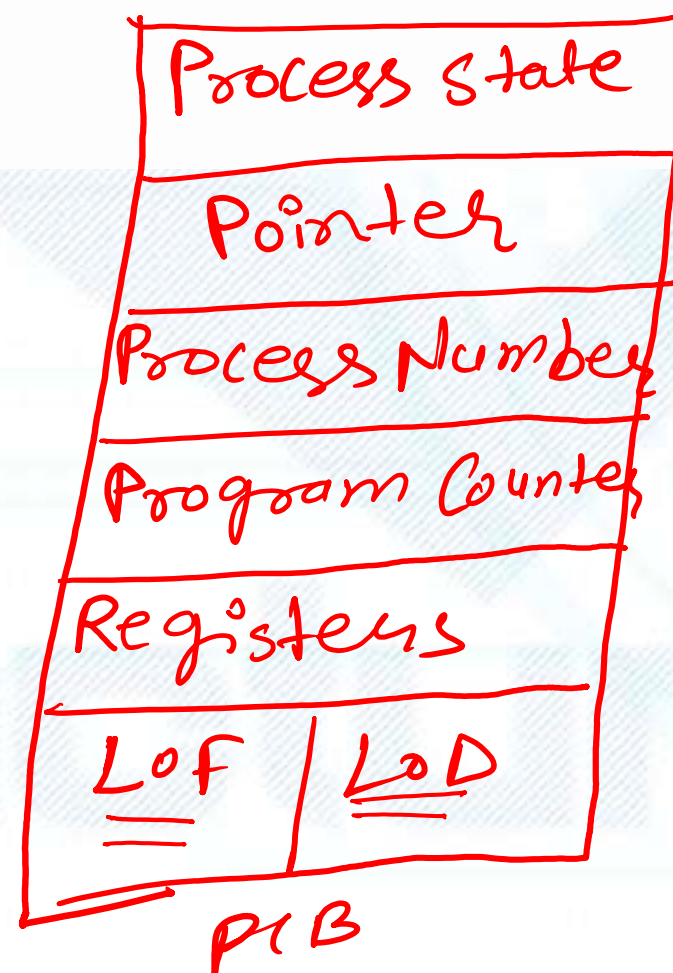 Process state
Pointer
Process Number
Program Counter
Registers
LoF LoD
PCB